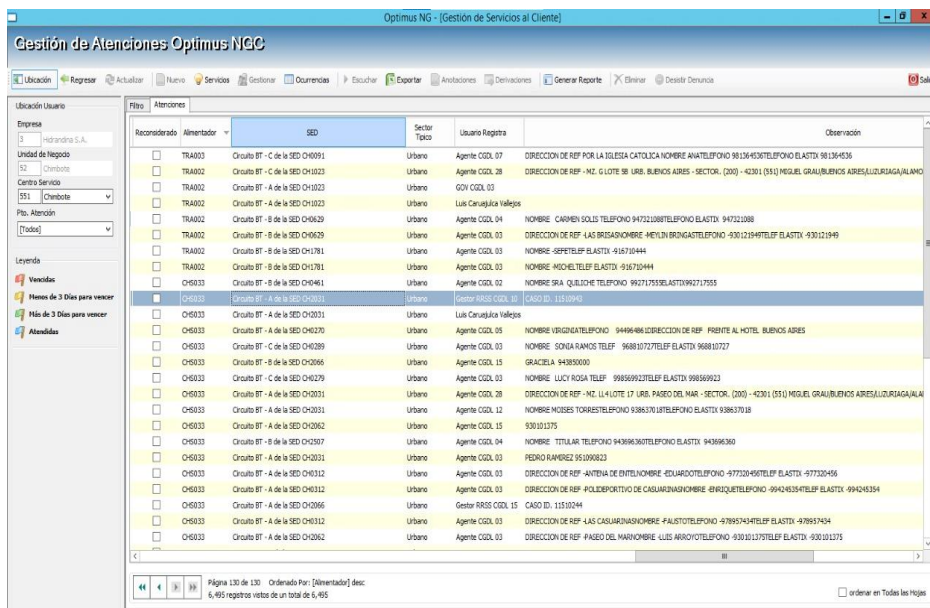 Optimus NG - [Gestión de Servicios al Cliente]
Gestión de Atenciones Optimus NGC
Ubicación Regresar Actualizar Nuevo Servicios Gestionar Ocurrencias Escuchar Exportar Anotaciones Derivaciones Generar Reporte Eliminar Desistir Denuncia Sali
Ubicación Usuario
Empresa
3 Hidrandina S.A.
Unidad de Negocio
52 Chimbote
Centro Servicio
551 Chimbote
Pto. Atención
[Todos]
Leyenda
Vencidas
Menos de 3 Días para vencer
Más de 3 Días para vencer
Atendidas
Filtro Atenciones
Reconsiderado Alimentador SED Sector Típico Usuario Registra Observación
TRA003 Circuito BT - C de la SED CH0091 Urbano Agente CGDL 07 DIRECCION DE REF POR LA IGLESIA CATOLICA NOMBRE ANATELEFONO 981364536TELEFONO ELASTIX 981364536
TRA002 Circuito BT - C de la SED CH1023 Urbano Agente CGDL 28 DIRECCION DE REF - MZ. G LOTE 5B URB. BUENOS AIRES - SECTOR. (200) - 42301 (551) MIGUEL GRAU/BUENOS AIRES/LUZURIAGA/ALAMO
TRA002 Circuito BT - A de la SED CH1023 Urbano GOV CGDL 03
TRA002 Circuito BT - A de la SED CH1023 Urbano Luis Caruajulca Vallejos
TRA002 Circuito BT - B de la SED CH0629 Urbano Agente CGDL 04 NOMBRE CARMEN SOLIS TELEFONO 947321088TELEFONO ELASTIX 947321088
TRA002 Circuito BT - B de la SED CH0629 Urbano Agente CGDL 03 DIRECCION DE REF -LAS BRISASNOMBRE -MEYLIN BRINGASTELEFONO -930121949TELEF ELASTIX -930121949
TRA002 Circuito BT - B de la SED CH1781 Urbano Agente CGDL 03 NOMBRE -SEFETELEF ELASTIX -916710444
TRA002 Circuito BT - B de la SED CH1781 Urbano Agente CGDL 03 NOMBRE -MICHELTELEF ELASTIX -916710444
CHS033 Circuito BT - B de la SED CH0461 Urbano Agente CGDL 02 NOMBRE SRA QUILICHE TELEFONO 992717555ELASTIX992717555
CHS033 Circuito BT - A de la SED CH2031 Urbano Gestor RRSS CGDL 10 CASO ID. 11510943
CHS033 Circuito BT - A de la SED CH2031 Urbano Luis Caruajulca Vallejos
CHS033 Circuito BT - A de la SED CH0270 Urbano Agente CGDL 05 NOMBRE VIRGINIATELEFONO 944964861DIRECCION DE REF FRENTE AL HOTEL BUENOS AIRES
CHS033 Circuito BT - C de la SED CH0289 Urbano Agente CGDL 03 NOMBRE SONIA RAMOS TELEF 968810727TELEF ELASTIX 968810727
CHS033 Circuito BT - B de la SED CH2066 Urbano Agente CGDL 15 GRACIELA 943850000
CHS033 Circuito BT - C de la SED CH0279 Urbano Agente CGDL 03 NOMBRE LUCY ROSA TELEF 998569923TELEF ELASTIX 998569923
CHS033 Circuito BT - A de la SED CH2031 Urbano Agente CGDL 28 DIRECCION DE REF - MZ. LL4 LOTE 17 URB. PASEO DEL MAR - SECTOR. (200) - 42301 (551) MIGUEL GRAU/BUENOS AIRES/LUZURIAGA/ALA
CHS033 Circuito BT - A de la SED CH2031 Urbano Agente CGDL 12 NOMBRE MOISES TORRESTELEFONO 938637018TELEFONO ELASTIX 938637018
CHS033 Circuito BT - A de la SED CH2062 Urbano Agente CGDL 15 930101375
CHS033 Circuito BT - B de la SED CH2507 Urbano Agente CGDL 04 NOMBRE TITULAR TELEFONO 943696360TELEFONO ELASTIX 943696360
CHS033 Circuito BT - A de la SED CH2031 Urbano Agente CGDL 03 PEDRO RAMIREZ 951090823
CHS033 Circuito BT - A de la SED CH0312 Urbano Agente CGDL 03 DIRECCION DE REF -ANTENA DE ENTELNOMBRE -EDUARDOTELEFONO -977320456TELEF ELASTIX -977320456
CHS033 Circuito BT - A de la SED CH0312 Urbano Agente CGDL 03 DIRECCION DE REF -POLIDEPORTIVO DE CASUARINASNOMBRE -ENRIQUETELEFONO -994245354TELEF ELASTIX -994245354
CHS033 Circuito BT - A de la SED CH2066 Urbano Gestor RRSS CGDL 15 CASO ID. 11510244
CHS033 Circuito BT - A de la SED CH0312 Urbano Agente CGDL 03 DIRECCION DE REF -LAS CASUARINASNOMBRE -FAUSTOTELEFONO -978957434TELEF ELASTIX -978957434
CHS033 Circuito BT - A de la SED CH2062 Urbano Agente CGDL 03 DIRECCION DE REF -PASEO DEL MARNOMBRE -LUIS ARROYOTELEFONO -930101375TELEF ELASTIX -930101375
Página 130 de 130 Ordenado Por: [Alimentador] desc
6,495 registros vistos de un total de 6,495
ordenar en Todas las Hojas